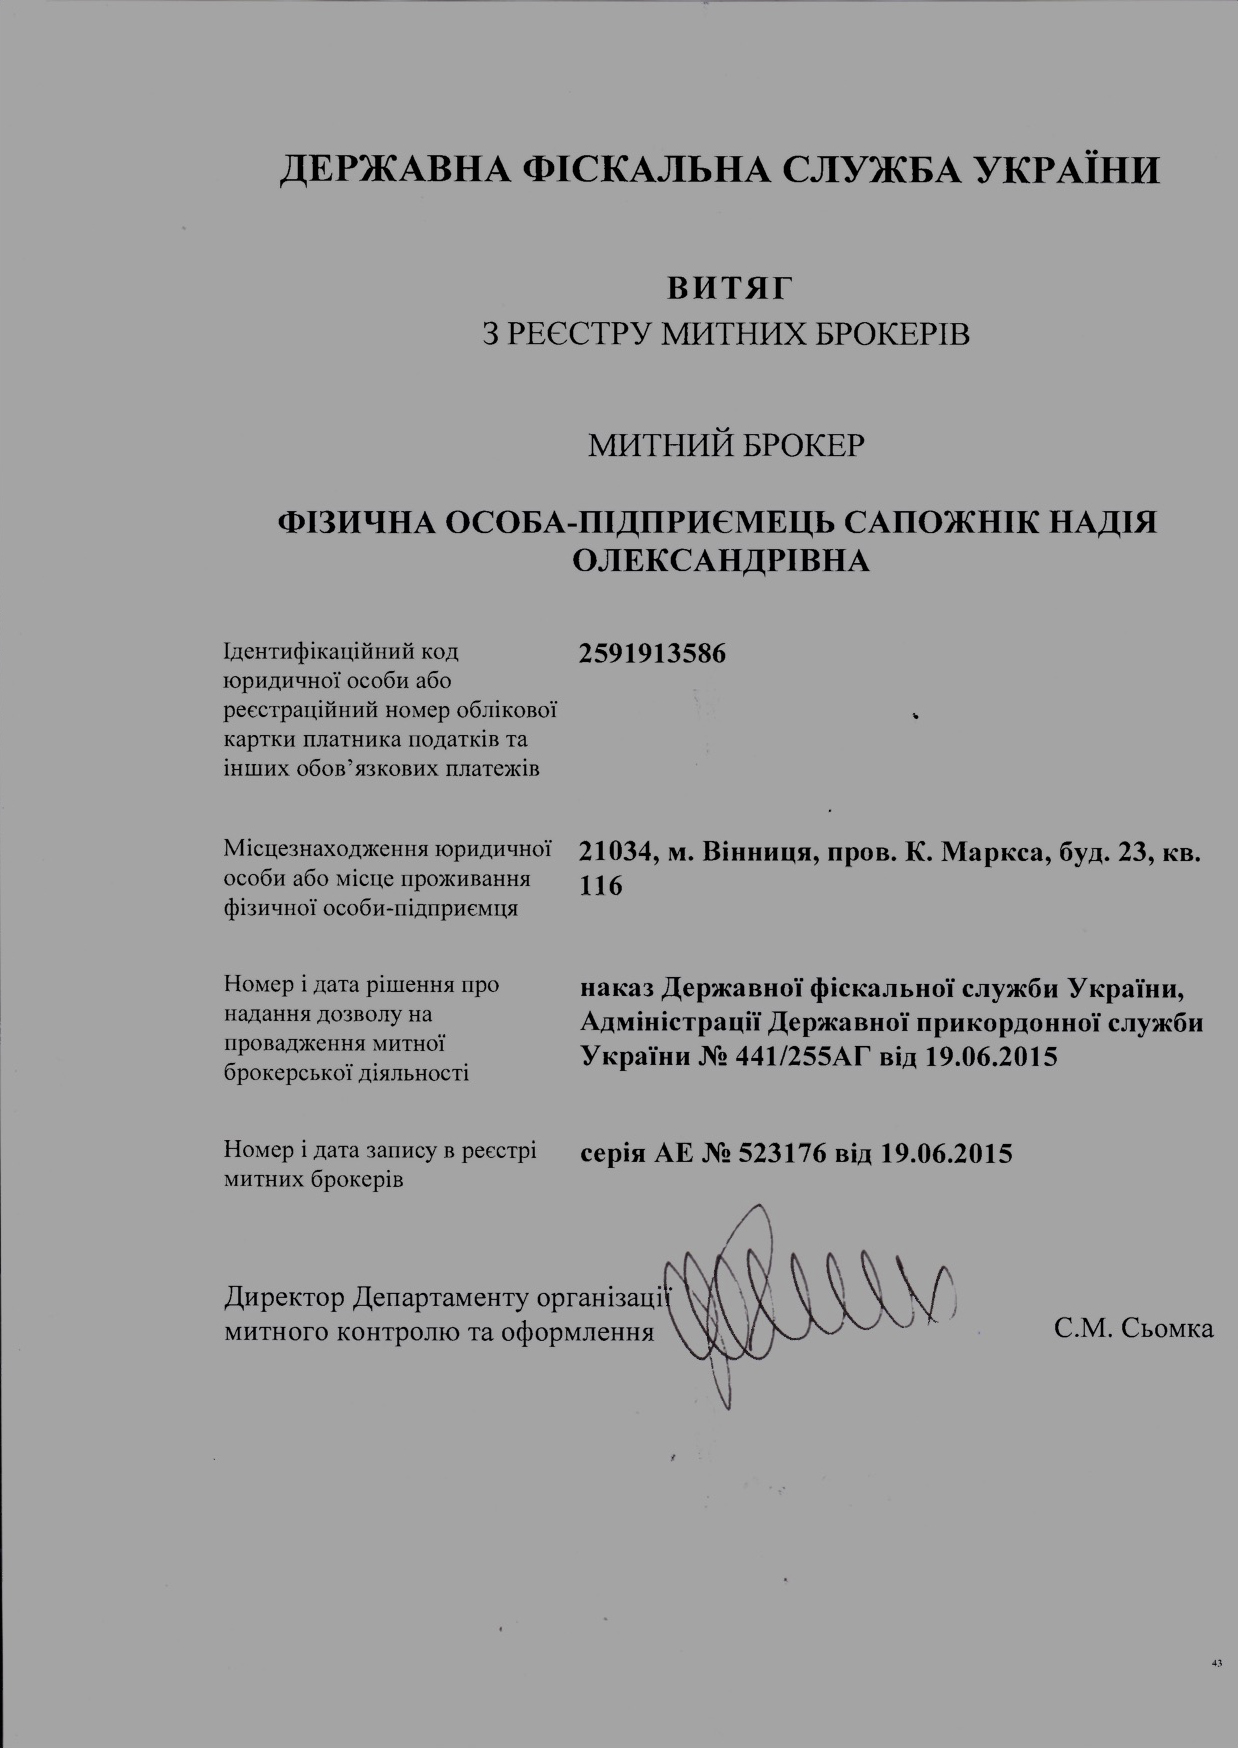 ДЕРЖАВНА ФІСКАЛЬНА СЛУЖБА УКРАЇНИ
ВИТЯГ
З РЕЄСТРУ МИТНИХ БРОКЕРІВ
МИТНИЙ БРОКЕР
ФІЗИЧНА ОСОБА-ПІДПРИЄМЕЦЬ САПОЖНІК НАДІЯ
ОЛЕКСАНДРІВНА
Ідентифікаційний код
юридичної особи або
реєстраційний номер облікової
картки платника податків та
інших обов’язкових платежів
2591913586
Місцезнаходження юридичної
особи або місце проживання
фізичної особи-підприємця
21034, м. Вінниця, пров. К. Маркса, буд. 23, кв.
116
Номер і дата рішення про
надання дозволу на
провадження митної
брокерської діяльності
наказ Державної фіскальної служби України,
Адміністрації Державної прикордонної служби
України № 441/255АГ від 19.06.2015
Номер і дата запису в реєстрі
митних брокерів
серія АЕ № 523176 від 19.06.2015
Директор Департаменту організації
митного контролю та оформлення
С.М. Сьомка
43